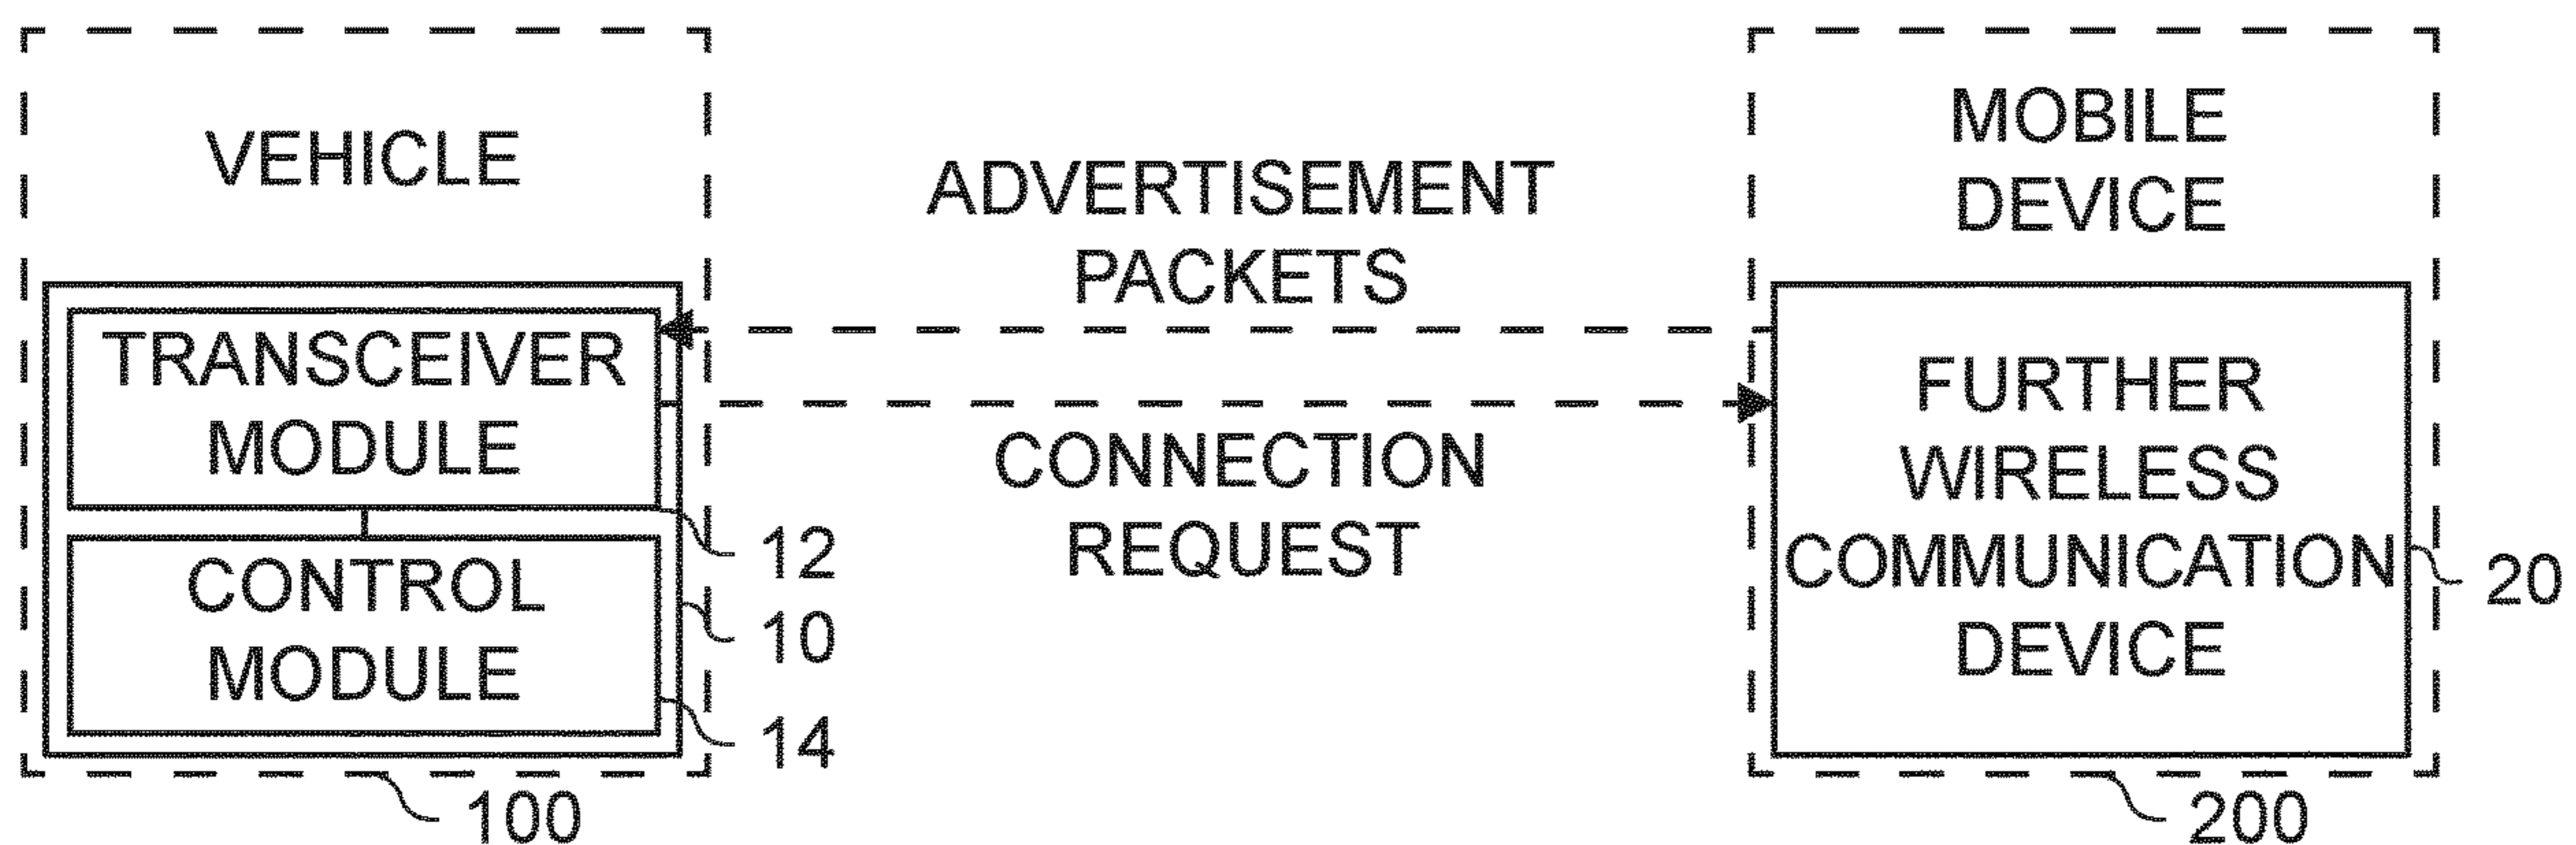 VEHICLE
TRANSCEIVER
MODULE
CONTROL
MODULE
12
10
14
100
ADVERTISEMENT
PACKETS
CONNECTION
REQUEST
MOBILE
DEVICE
FURTHER
WIRELESS
COMMUNICATION
DEVICE
20
200